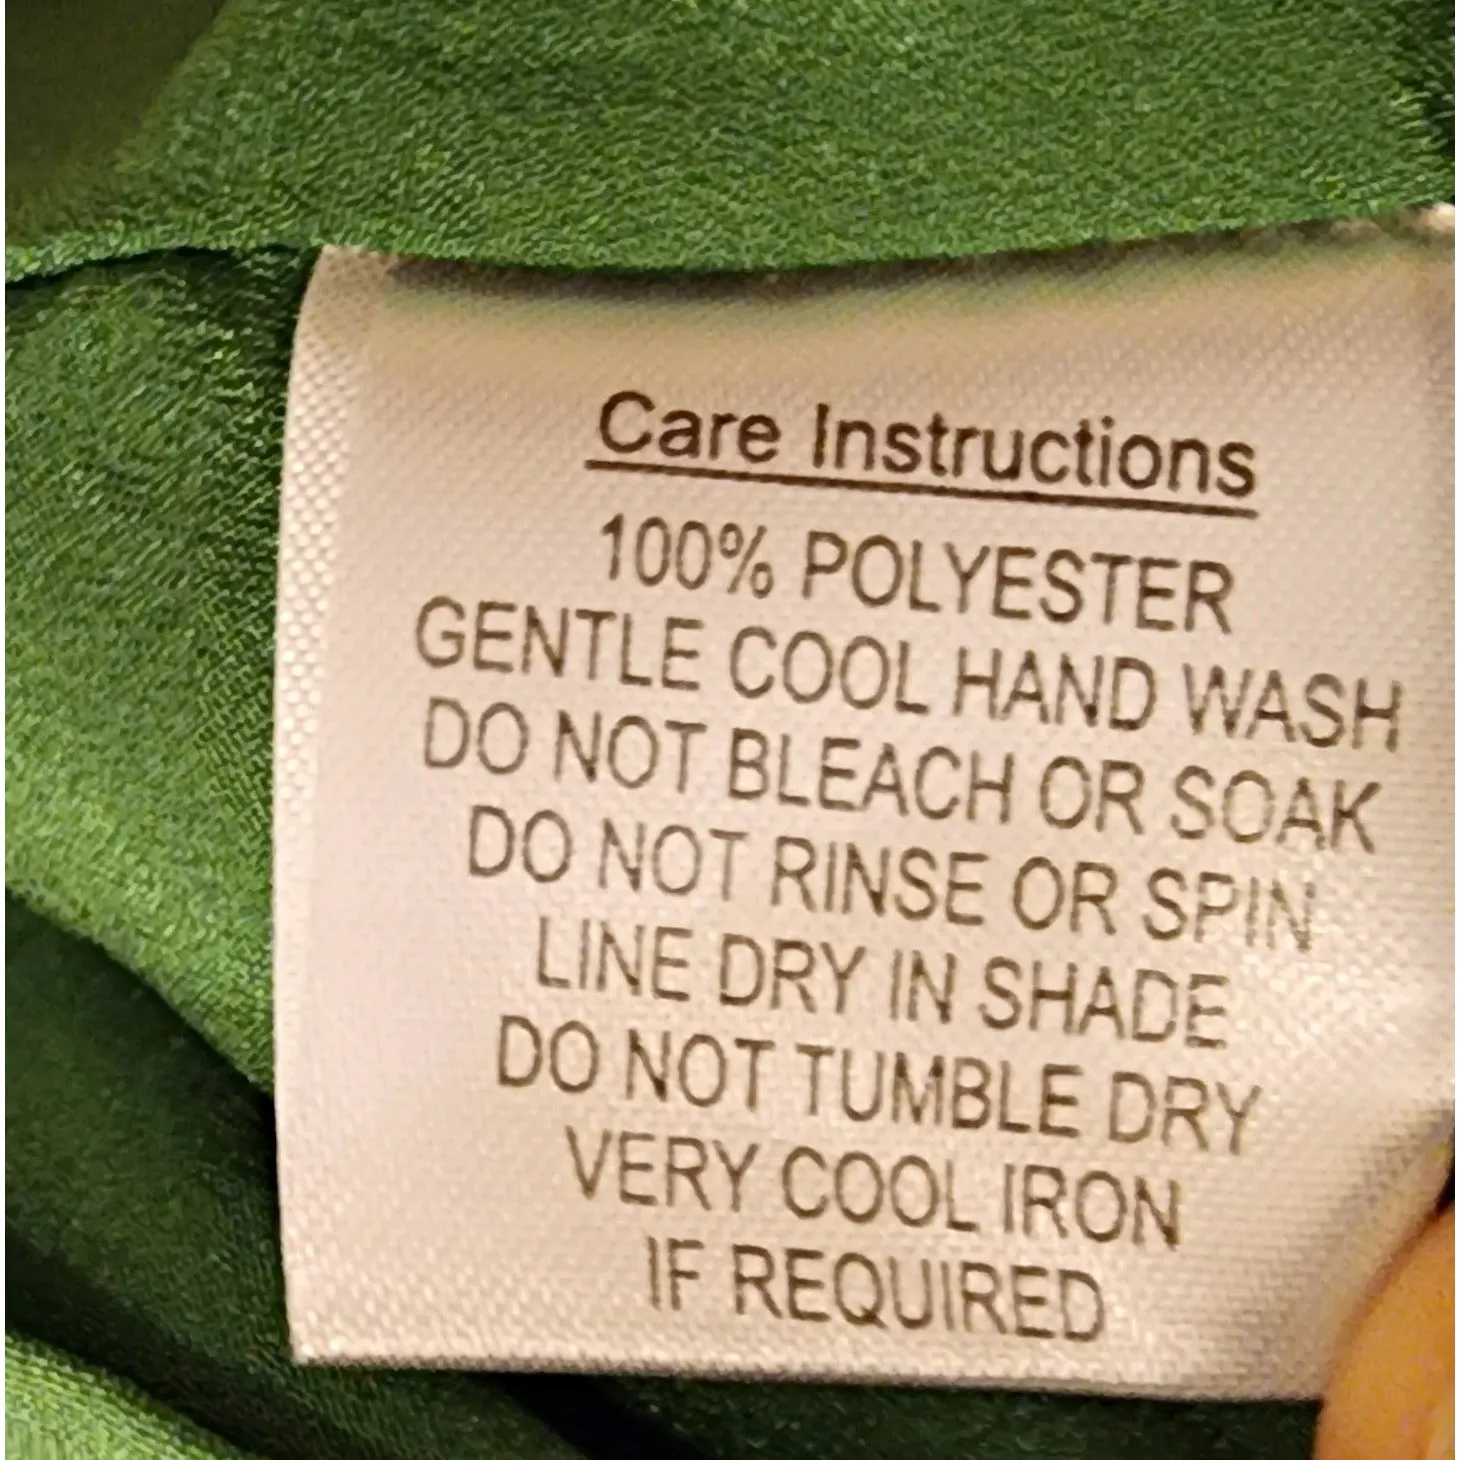 Care Instructions
100% POLYESTER
GENTLE COOL HAND WASH
DO NOT BLEACH OR SOAK
DO NOT RINSE OR SPIN
LINE DRY IN SHADE
DO NOT TUMBLE DRY
VERY COOL IRON
IF REQUIRED